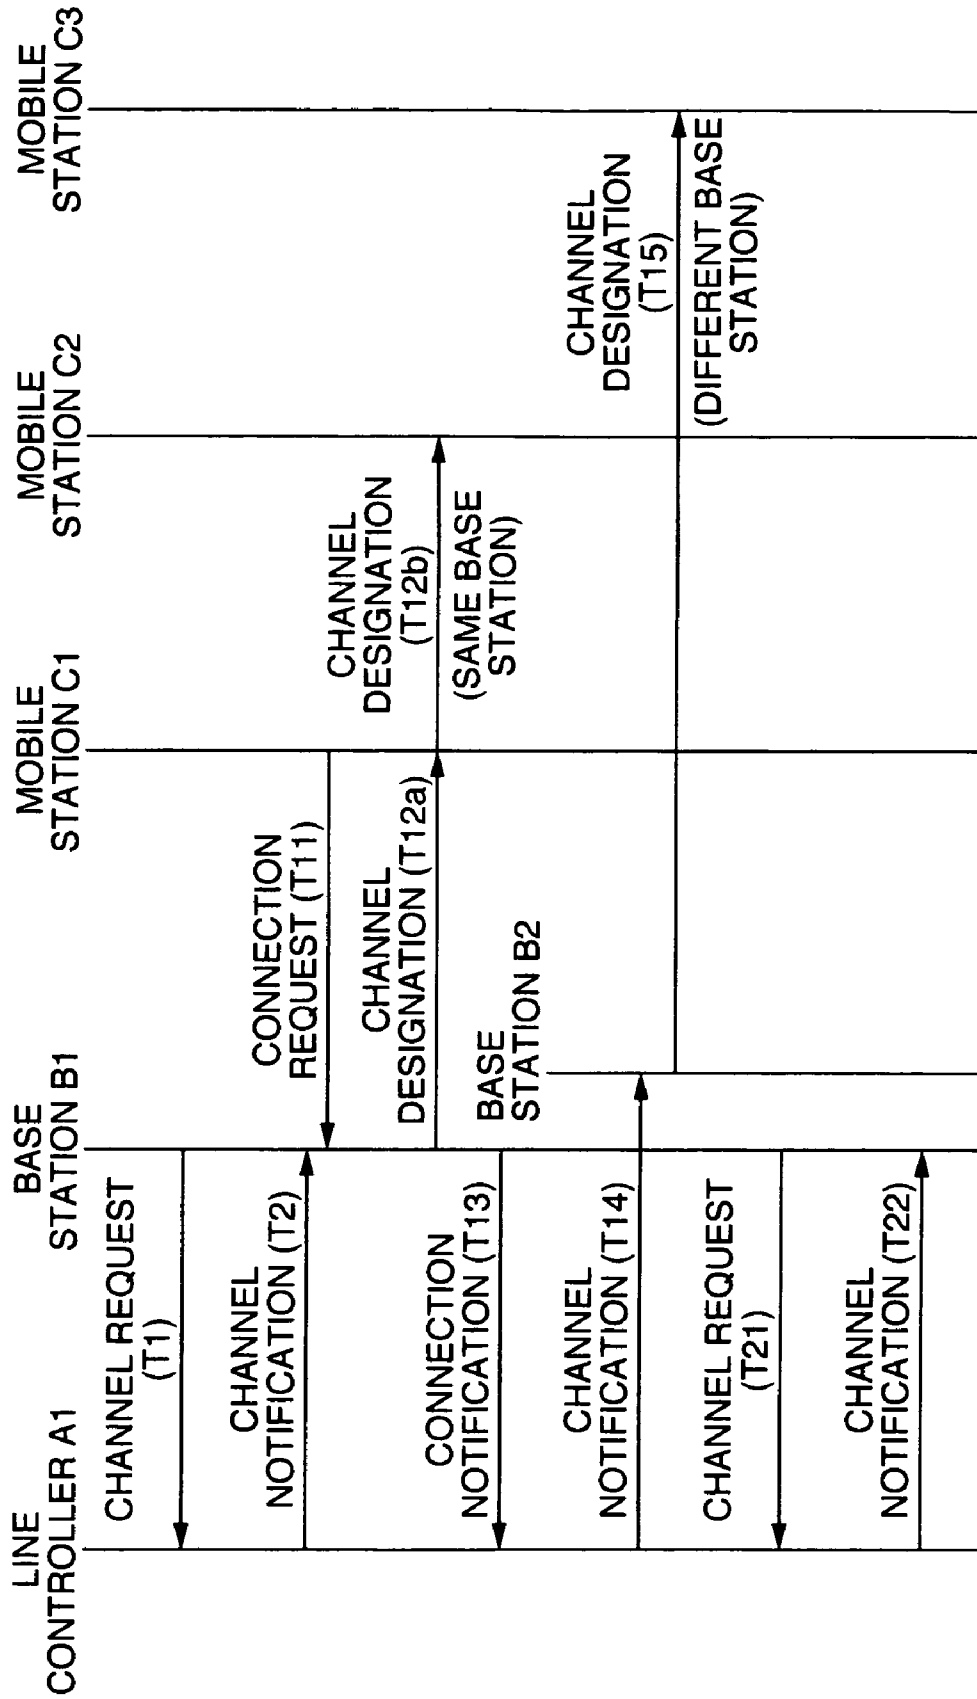 LINE
CONTROLLER A1
BASE
STATION B1
MOBILE
STATION C1
MOBILE
STATION C2
MOBILE
STATION C3
CHANNEL REQUEST
(T1)
CHANNEL
NOTIFICATION (T2)
CONNECTION
REQUEST (T11)
CHANNEL
DESIGNATION (T12a)
CHANNEL
DESIGNATION
(T12b)
(SAME BASE
STATION)
CONNECTION
NOTIFICATION (T13)
BASE
STATION B2
CHANNEL
NOTIFICATION (T14)
CHANNEL
DESIGNATION
(T15)
(DIFFERENT BASE
STATION)
CHANNEL REQUEST
(T21)
CHANNEL
NOTIFICATION (T22)